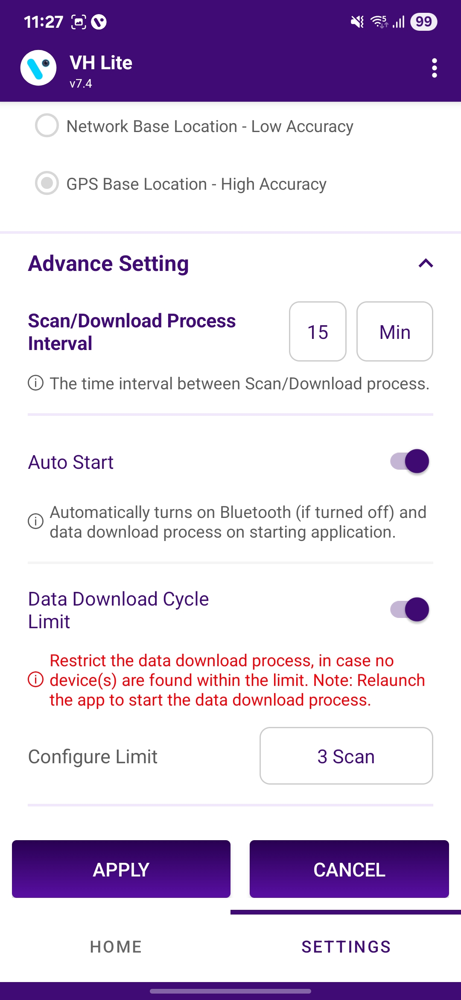 11:27
5
99
VH Lite
v7.4
Network Base Location - Low Accuracy
GPS Base Location - High Accuracy
Advance Setting
Scan/Download Process
Interval
15
Min
The time interval between Scan/Download process.
Auto Start
Automatically turns on Bluetooth (if turned off) and
data download process on starting application.
Data Download Cycle
Limit
Restrict the data download process, in case no
device(s) are found within the limit. Note: Relaunch
the app to start the data download process.
Configure Limit
3 Scan
APPLY
CANCEL
HOME
SETTINGS